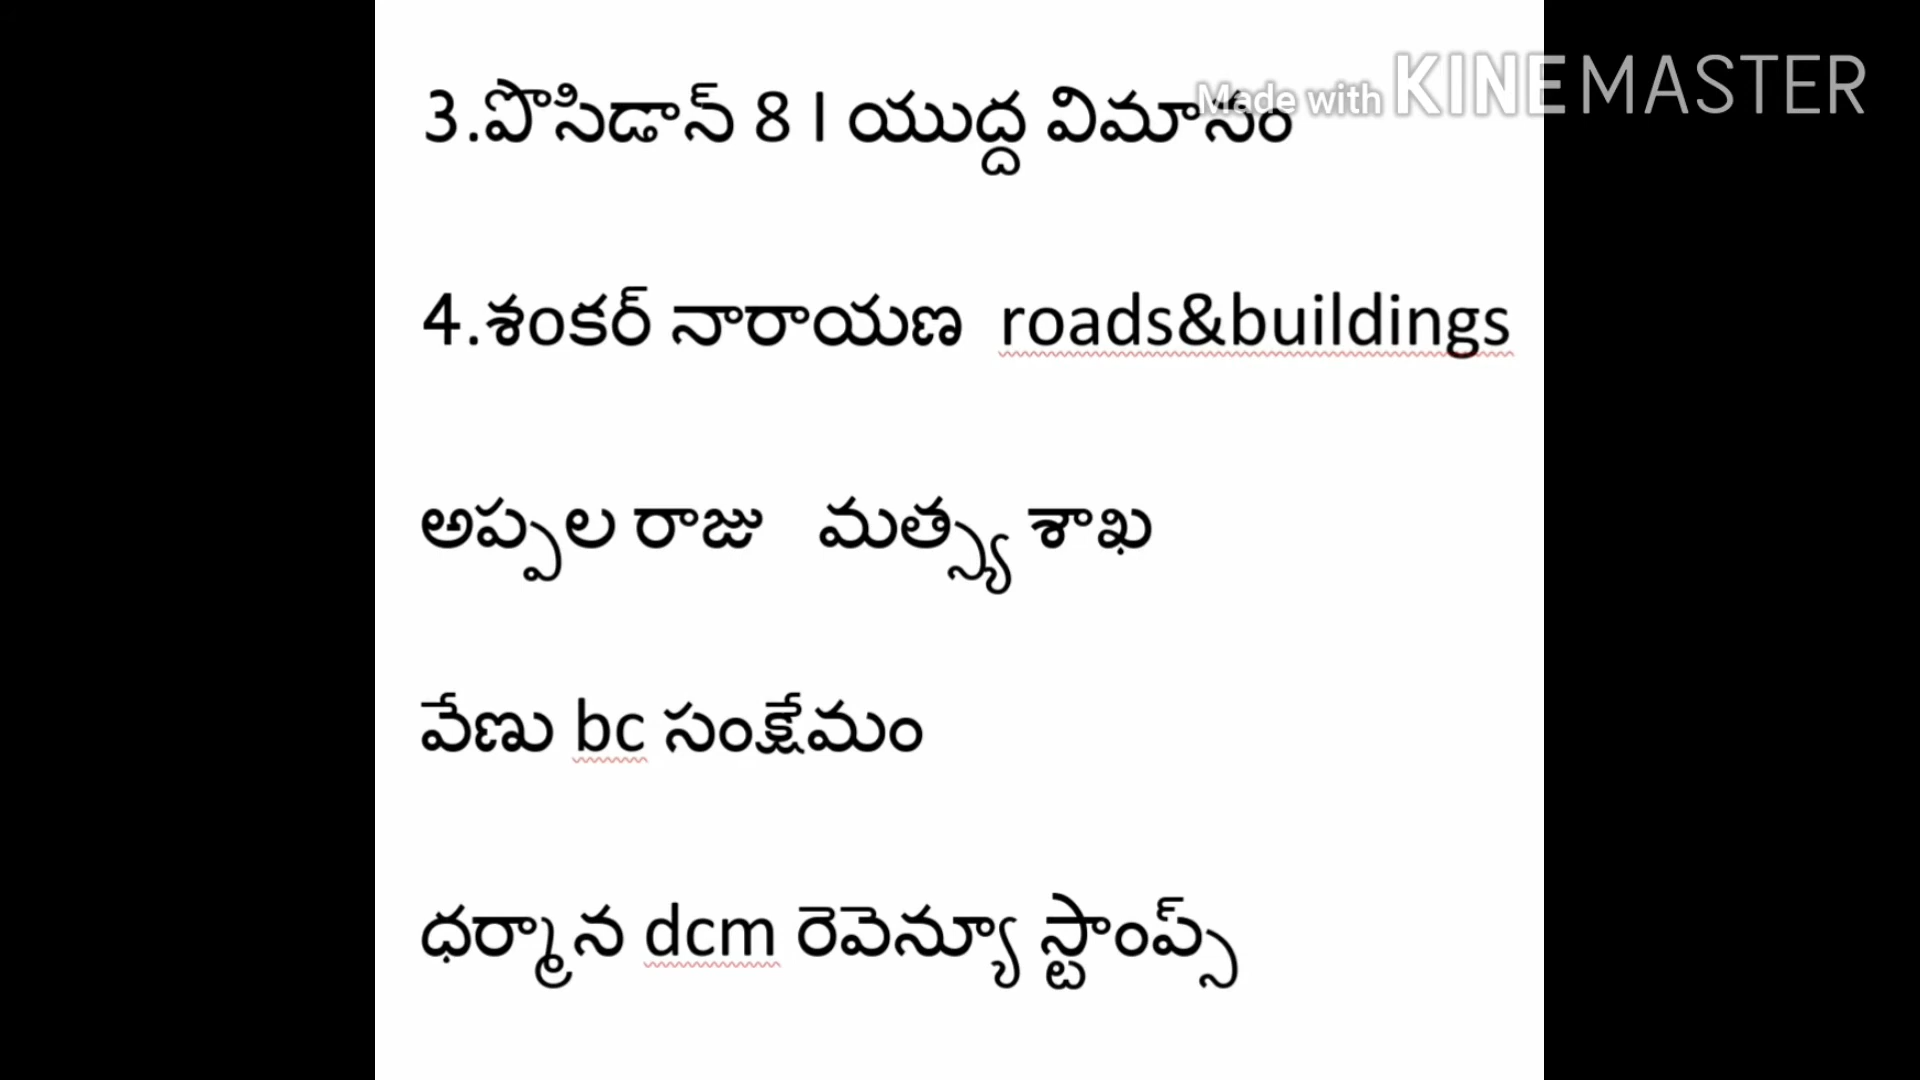 3.పొసిడాన్ 8 I యుద్ధ విమానం
Made with KINEMASTER
4.శంకర్ నారాయణ roads&buildings
అప్పల రాజు మత్స్య శాఖ
వేణు bc సంక్షేమం
ధర్మాన dcm రెవెన్యూ స్టాంప్స్